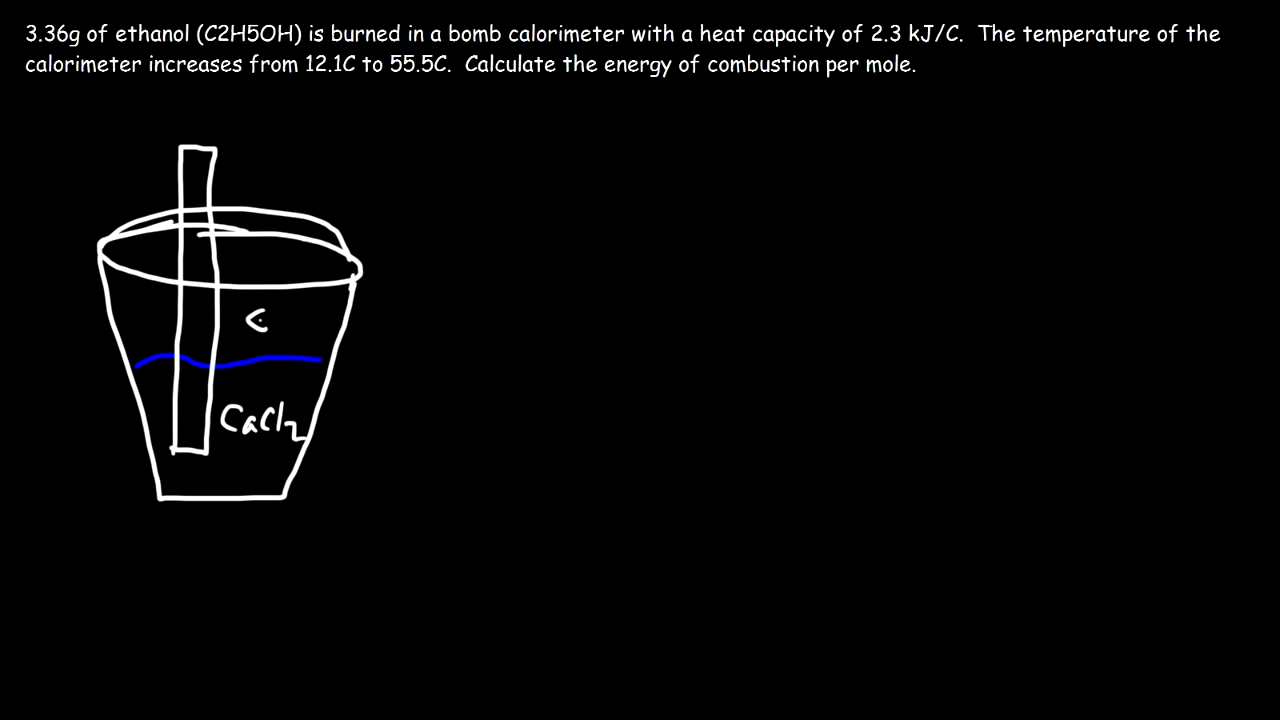 3.36g of ethanol (C2H5OH) is burned in a bomb calorimeter with a heat capacity of 2.3 kJ/C. The temperature of the
calorimeter increases from 12.1C to 55.5C. Calculate the energy of combustion per mole.
CaCl2